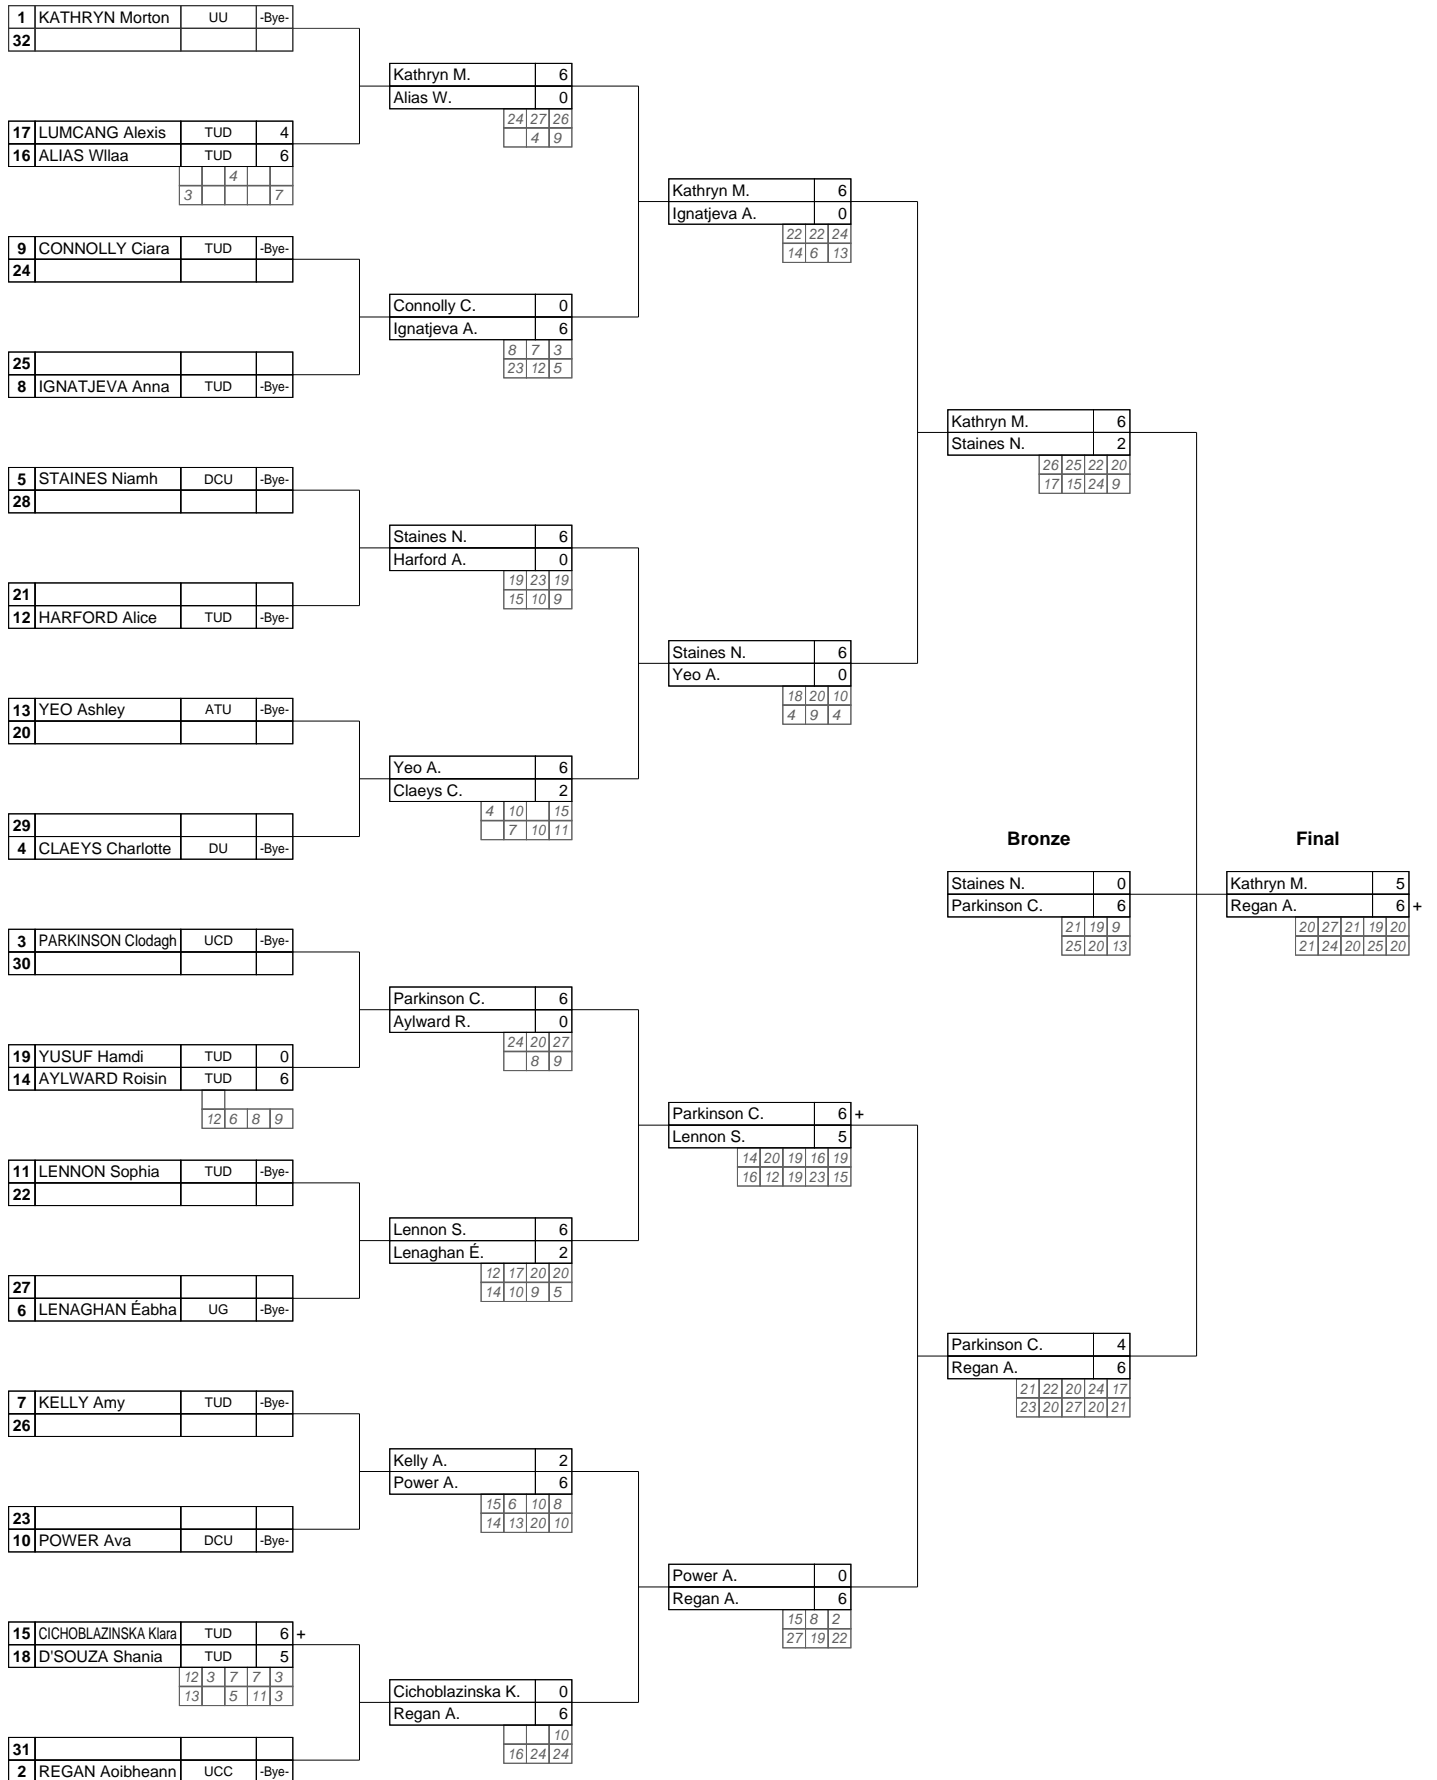 1 KATHRYN Morton UU -Bye-
32
Kathryn M. 6
Alias W. 0
24 27 26
4 9
17 LUMCANG Alexis TUD 4
16 ALIAS Wllaa TUD 6
4
3 7
Kathryn M. 6
Ignatjeva A. 0
22 22 24
14 6 13
9 CONNOLLY Ciara TUD -Bye-
24
Connolly C. 0
Ignatjeva A. 6
8 7 3
23 12 5
25
8 IGNATJEVA Anna TUD -Bye-
Kathryn M. 6
Staines N. 2
26 25 22 20
17 15 24 9
5 STAINES Niamh DCU -Bye-
28
Staines N. 6
Harford A. 0
19 23 19
15 10 9
21
12 HARFORD Alice TUD -Bye-
Staines N. 6
Yeo A. 0
18 20 10
4 9 4
13 YEO Ashley ATU -Bye-
20
Yeo A. 6
Claeys C. 2
4 10 15
7 10 11
29
4 CLAEYS Charlotte DU -Bye-
Bronze Final
Staines N. 0
Parkinson C. 6
21 19 9
25 20 13
Kathryn M. 5
Regan A. 6 +
20 27 21 19 20
21 24 20 25 20
3 PARKINSON Clodagh UCD -Bye-
30
Parkinson C. 6
Aylward R. 0
24 20 27
8 9
19 YUSUF Hamdi TUD 0
14 AYLWARD Roisin TUD 6
12 6 8 9
Parkinson C. 6 +
Lennon S. 5
14 20 19 16 19
16 12 19 23 15
11 LENNON Sophia TUD -Bye-
22
Lennon S. 6
Lenaghan É. 2
12 17 20 20
14 10 9 5
27
6 LENAGHAN Éabha UG -Bye-
Parkinson C. 4
Regan A. 6
21 22 20 24 17
23 20 27 20 21
7 KELLY Amy TUD -Bye-
26
Kelly A. 2
Power A. 6
15 6 10 8
14 13 20 10
23
10 POWER Ava DCU -Bye-
Power A. 0
Regan A. 6
15 8 2
27 19 22
15 CICHOBLAZINSKA Klara TUD 6 +
18 D'SOUZA Shania TUD 5
12 3 7 7 3
13 5 11 3
Cichoblazinska K. 0
Regan A. 6
10
16 24 24
31
2 REGAN Aoibheann UCC -Bye-